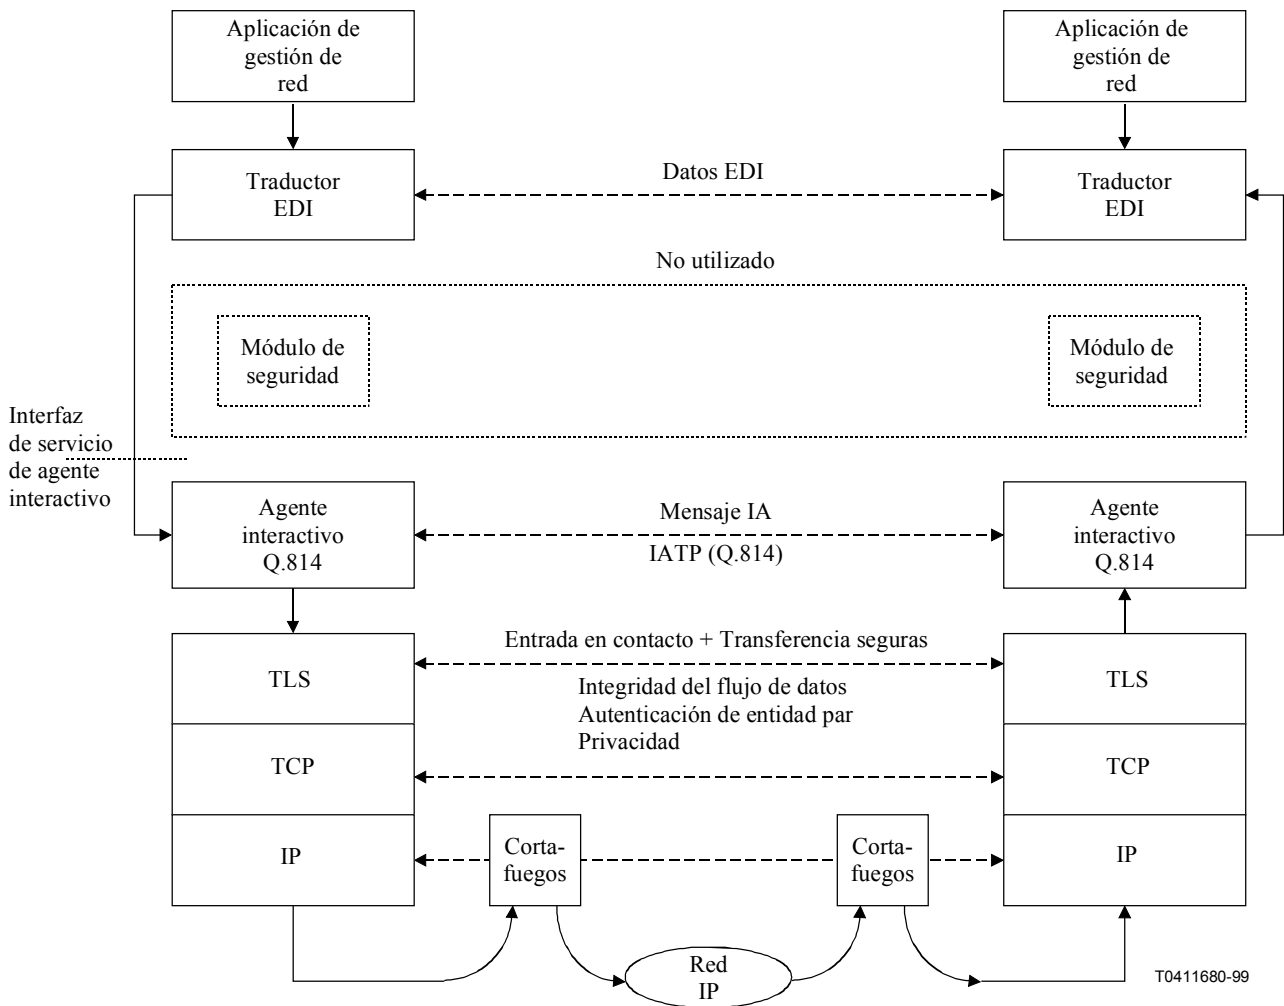 Aplicación de
gestión de
red
Aplicación de
gestión de
red
Traductor
EDI
Datos EDI
Traductor
EDI
No utilizado
Módulo de
seguridad
Módulo de
seguridad
Interfaz
de servicio
de agente
interactivo
Agente
interactivo
Q.814
Mensaje IA
IATP (Q.814)
Agente
interactivo
Q.814
TLS
Entrada en contacto + Transferencia seguras
Integridad del flujo de datos
Autenticación de entidad par
Privacidad
TLS
TCP
TCP
IP
Corta-
fuegos
Corta-
fuegos
IP
Red
IP
T0411680-99